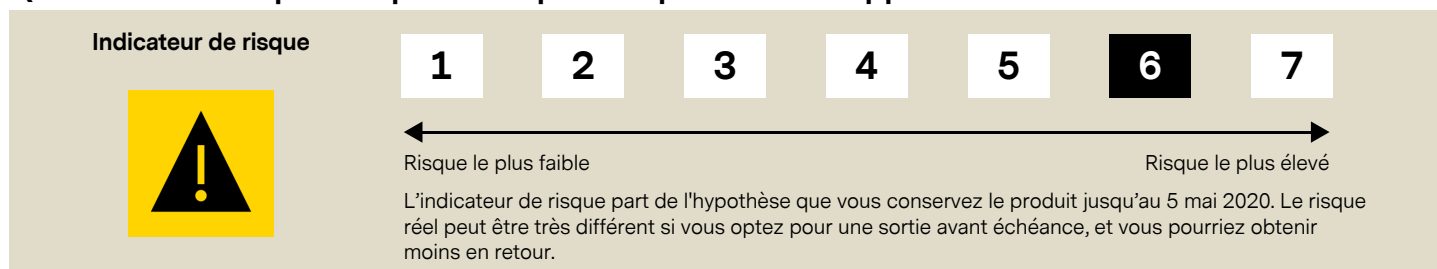 Indicateur de risque
1 2 3 4 5 6 7
Risque le plus faible Risque le plus élevé
L'indicateur de risque part de l'hypothèse que vous conservez le produit jusqu'au 5 mai 2020. Le risque
réel peut être très différent si vous optez pour une sortie avant échéance, et vous pourriez obtenir
moins en retour.